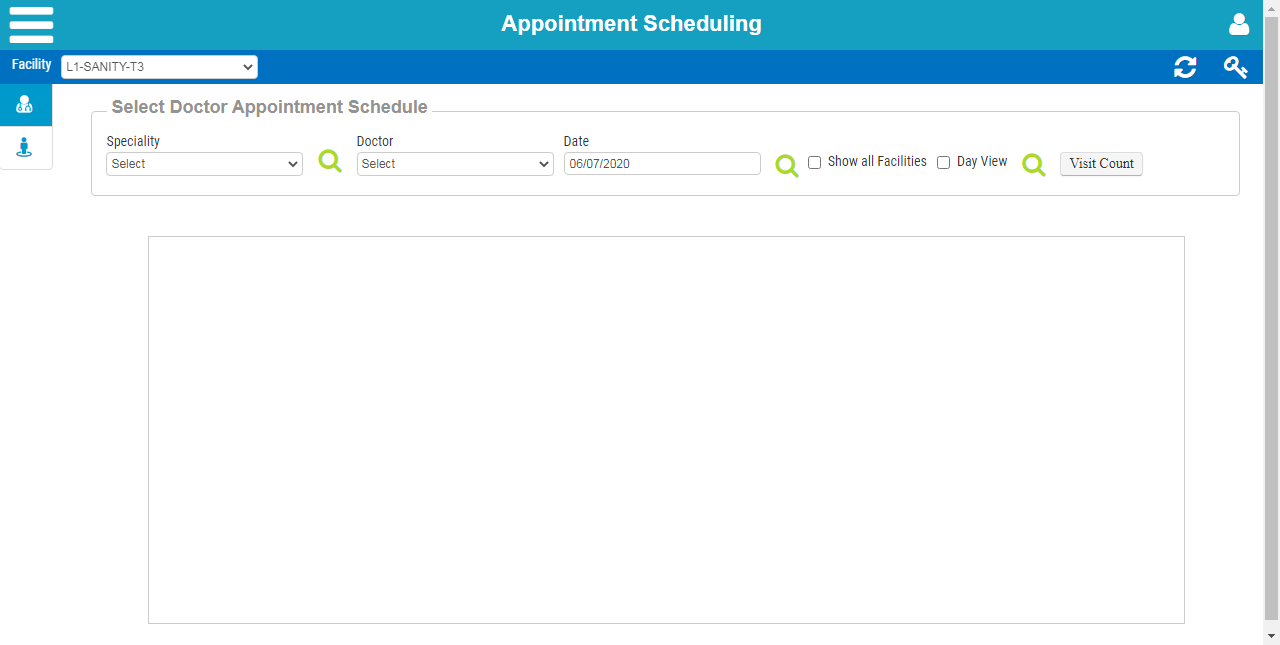 Appointment Scheduling
Facility L1-SANITY-T3
Select Doctor Appointment Schedule
Speciality Doctor Date
Select Select 06/07/2020 Show all Facilities Day View Visit Count